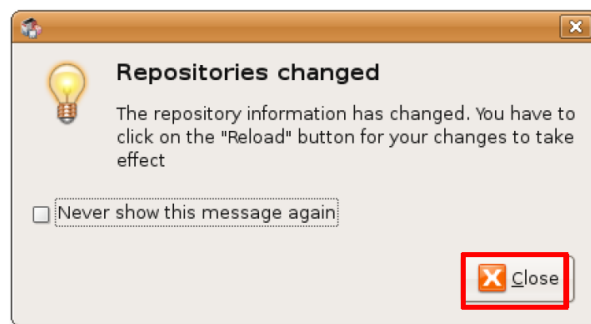 Repositories changed
The repository information has changed. You have to
click on the "Reload" button for your changes to take
effect
Never show this message again
Close